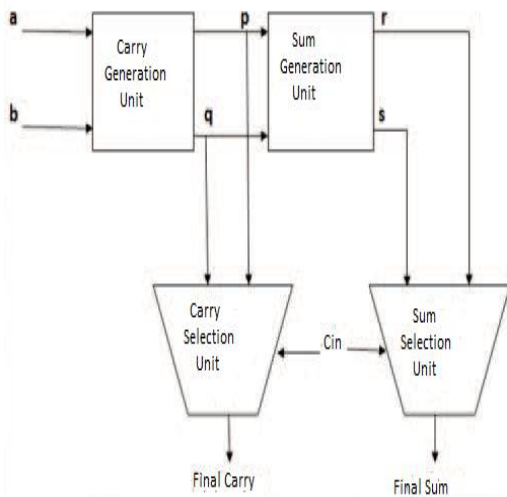 a
b
Carry
Generation
Unit
p
q
Sum
Generation
Unit
r
s
Carry
Selection
Unit
Cin
Sum
Selection
Unit
Final Carry
Final Sum